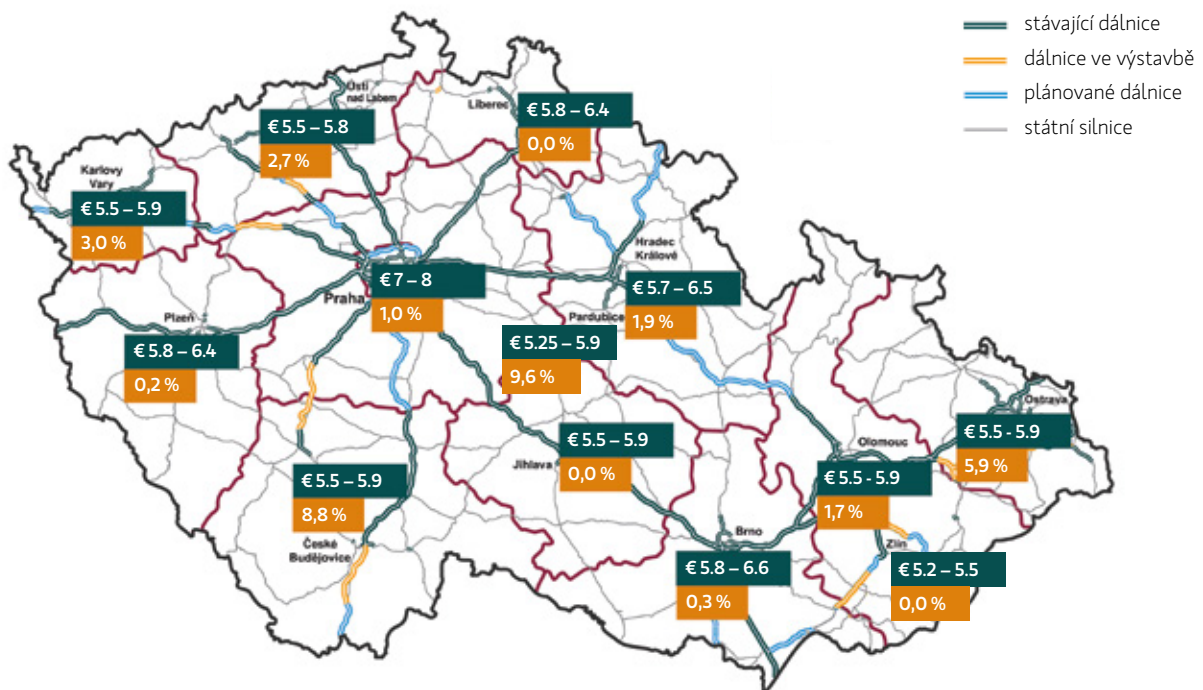 stávající dálnice
dálnice ve výstavbě
plánované dálnice
státní silnice
Ústí
nad Labem
Liberec
€ 5.8 – 6.4
0,0 %
€ 5.5 – 5.8
2,7 %
Karlovy
Vary
€ 5.5 – 5.9
3,0 %
Hradec
Králové
Praha
€ 7 – 8
1,0 %
€ 5.7 – 6.5
Pardubice
1,9 %
Plzeň
€ 5.8 – 6.4
0,2 %
€ 5.25 – 5.9
9,6 %
Ostrava
€ 5.5 - 5.9
5,9 %
Jihlava
€ 5.5 – 5.9
0,0 %
Olomouc
€ 5.5 - 5.9
1,7 %
€ 5.5 – 5.9
8,8 %
České
Budějovice
Brno
€ 5.8 – 6.6
0,3 %
Zlín
€ 5.2 – 5.5
0,0 %